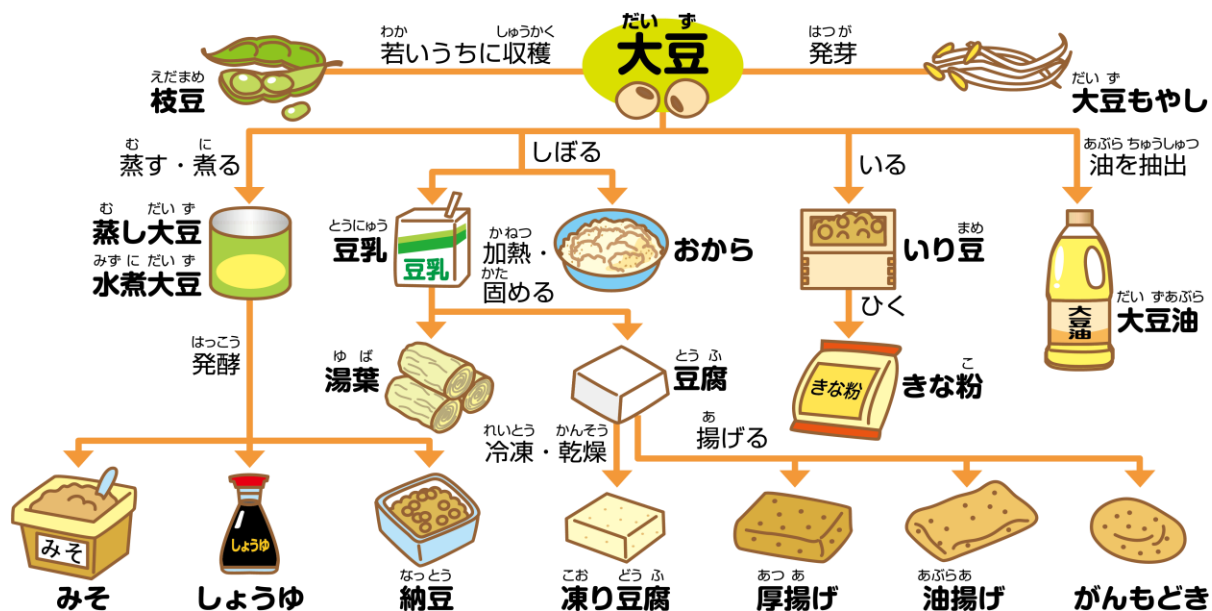 だいず
大豆
わか しゅうかく
若いうちに収穫
はつが
発芽
えだまめ
枝豆
だいず
大豆もやし
む に
蒸す・煮る
しぼる
いる
あぶら ちゅうしゅつ
油を抽出
む だいず
蒸し大豆
みずにだいず
水煮大豆
とうにゅう
豆乳
豆乳
かねつ
加熱・
かた
固める
おから
まめ
いり豆
大豆油
だいずあぶら
大豆油
はっこう
発酵
ゆば
湯葉
とうふ
豆腐
ひく
きな粉
こ
きな粉
れいとう かんそう
冷凍・乾燥
あ
揚げる
みそ
みそ
しょうゆ
しょうゆ
なっとう
納豆
こお どうふ
凍り豆腐
あつあ
厚揚げ
あぶらあ
油揚げ
がんもどき